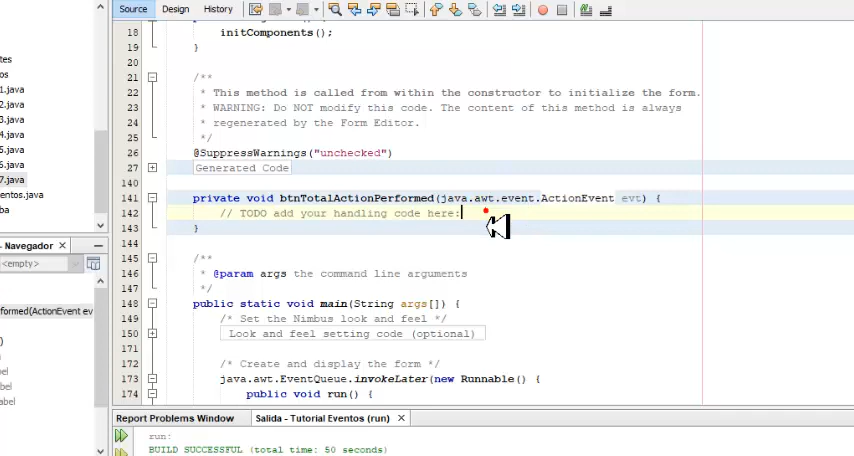 Source Design History
tes
os
1.java
2.java
3.java
4.java
5.java
6.java
7.java
entos.java
ba
- Navegador
<empty>
formed(ActionEvent ev
)
el
bel
abel
18 initComponents();
19 }
20
21 /**
22 * This method is called from within the constructor to initialize the form.
23 * WARNING: Do NOT modify this code. The content of this method is always
24 * regenerated by the Form Editor.
25 */
26 @SuppressWarnings("unchecked")
27 Generated Code
140
141 private void btnTotalActionPerformed(java.awt.event.ActionEvent evt) {
142 // TODO add your handling code here:
143 }
144
145 /**
146 * @param args the command line arguments
147 */
148 public static void main(String args[]) {
149 /* Set the Nimbus look and feel */
150 Look and feel setting code (optional)
171
172 /* Create and display the form */
173 java.awt.EventQueue.invokeLater(new Runnable() {
174 public void run() {
Report Problems Window Salida - Tutorial Eventos (run)
run:
BUILD SUCCESSFUL (total time: 50 seconds)